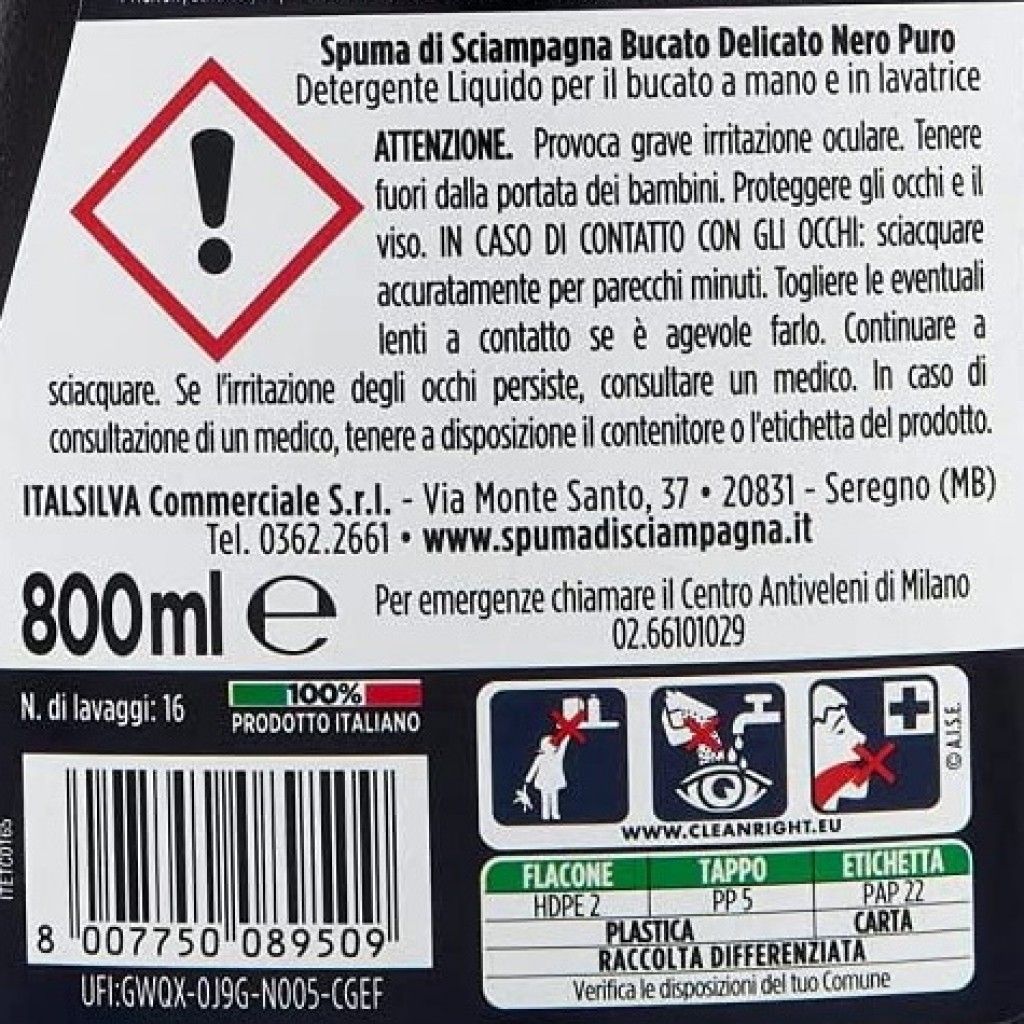 Spuma di Sciampagna Bucato Delicato Nero Puro
Detergente Liquido per il bucato a mano e in lavatrice
ATTENZIONE. Provoca grave irritazione oculare. Tenere
fuori dalla portata dei bambini. Proteggere gli occhi e il
viso. IN CASO DI CONTATTO CON GLI OCCHI: sciacquare
accuratamente per parecchi minuti. Togliere le eventuali
lenti a contatto se è agevole farlo. Continuare a
sciacquare. Se l'irritazione degli occhi persiste, consultare un medico. In caso di
consultazione di un medico, tenere a disposizione il contenitore o l'etichetta del prodotto.
ITALSILVA Commerciale S.r.l. - Via Monte Santo, 37 • 20831 - Seregno (MB)
Tel. 0362.2661 • www.spumadisciampagna.it
800ml e
Per emergenze chiamare il Centro Antiveleni di Milano
02.66101029
N. di lavaggi: 16
100%
PRODOTTO ITALIANO
© A.I.S.E.
WWW.CLEANRIGHT.EU
8 007750 089509
UFI:GWQX-0J9G-N005-CGEF
FLACONE TAPPO ETICHETTA
HDPE 2 PP 5 PAP 22
PLASTICA CARTA
RACCOLTA DIFFERENZIATA
Verifica le disposizioni del tuo Comune